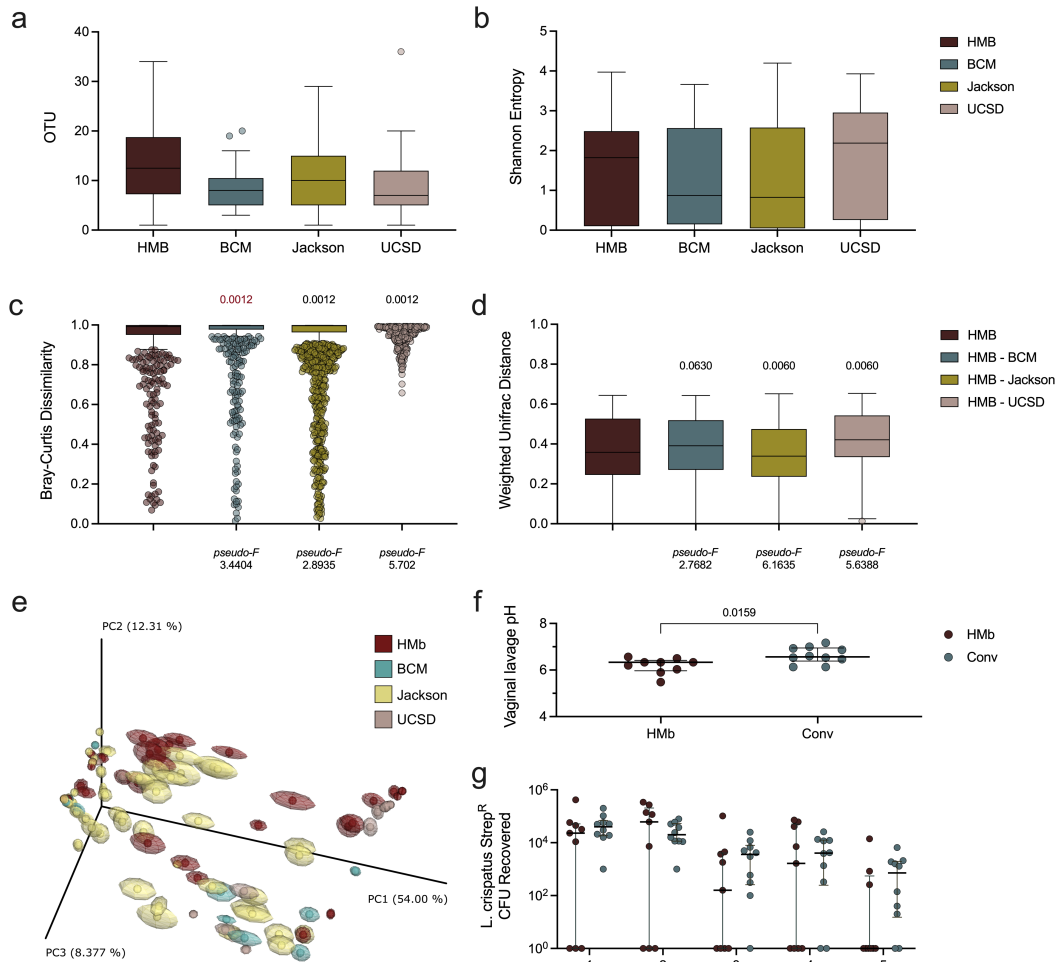 a
OTU
40
30
20
10
0
HMB
BCM
Jackson
UCSD
b
Shannon Entropy
5
4
3
2
1
0
HMB
BCM
Jackson
UCSD
HMB
BCM
Jackson
UCSD
c
Bray-Curtis Dissimilarity
0.0012
0.0012
0.0012
1.0
0.8
0.6
0.4
0.2
0.0
pseudo-F
3.4404
pseudo-F
2.8935
pseudo-F
5.702
d
Weighted Unifrac Distance
1.0
0.8
0.6
0.4
0.2
0.0
0.0630
0.0060
0.0060
pseudo-F
2.7682
pseudo-F
6.1635
pseudo-F
5.6388
HMB
HMB - BCM
HMB - Jackson
HMB - UCSD
e
PC2 (12.31 %)
PC1 (54.00 %)
PC3 (8.377 %)
HMb
BCM
Jackson
UCSD
f
Vaginal lavage pH
8
6
4
0.0159
HMb
Conv
HMb
Conv
g
L. crispatus Strep^R
CFU Recovered
10^6
10^4
10^2
10^0